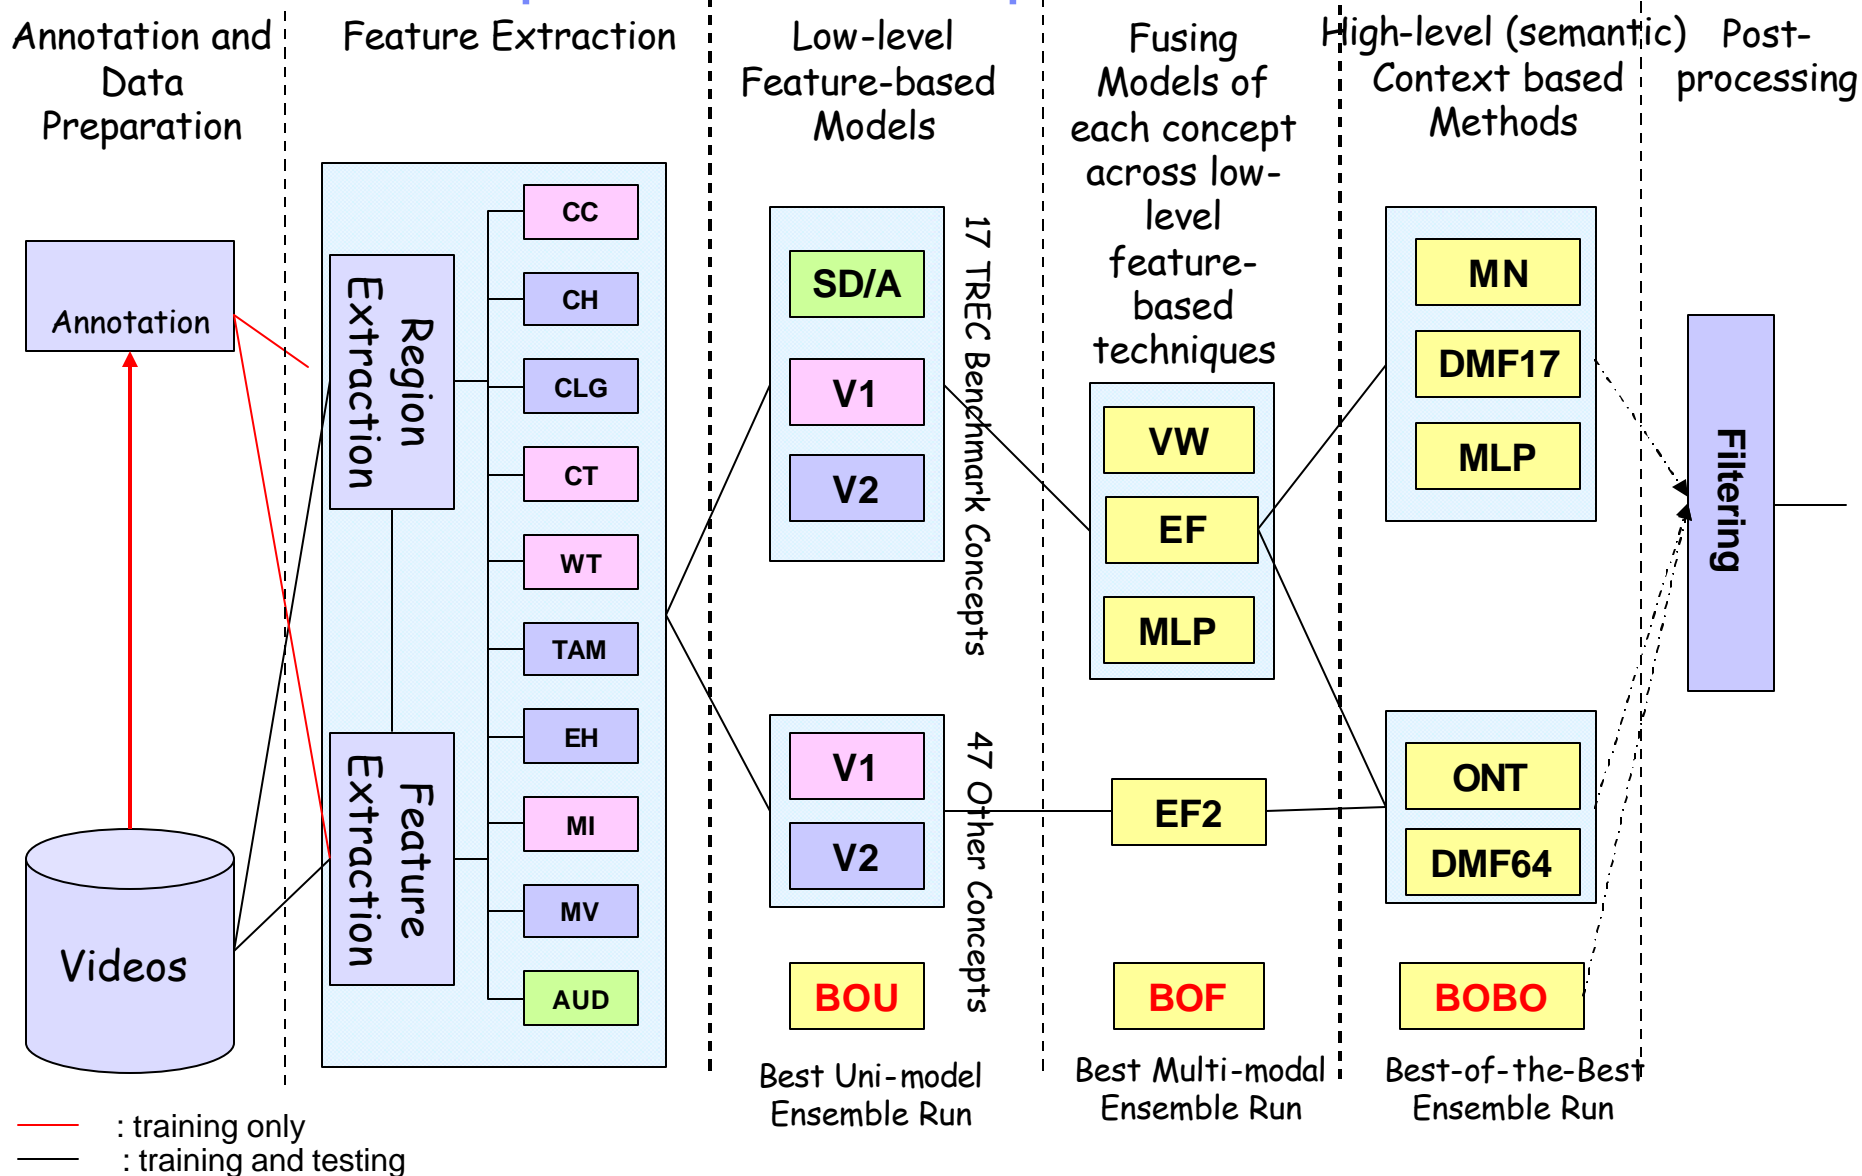 Annotation and
Data
Preparation
Feature Extraction
Low-level
Feature-based
Models
Fusing
Models of
each concept
across low-
level
feature-
based
techniques
High-level (semantic)
Context based
Methods
Post-
processing
Annotation
Videos
Region
Extraction
Feature
Extraction
CC
CH
CLG
CT
WT
TAM
EH
MI
MV
AUD
SD/A
V1
V2
17 TREC Benchmark Concepts
V1
V2
47 Other Concepts
BOU
Best Uni-model
Ensemble Run
VW
EF
MLP
EF2
BOF
Best Multi-modal
Ensemble Run
MN
DMF17
MLP
ONT
DMF64
BOBO
Best-of-the-Best
Ensemble Run
Filtering
: training only
: training and testing